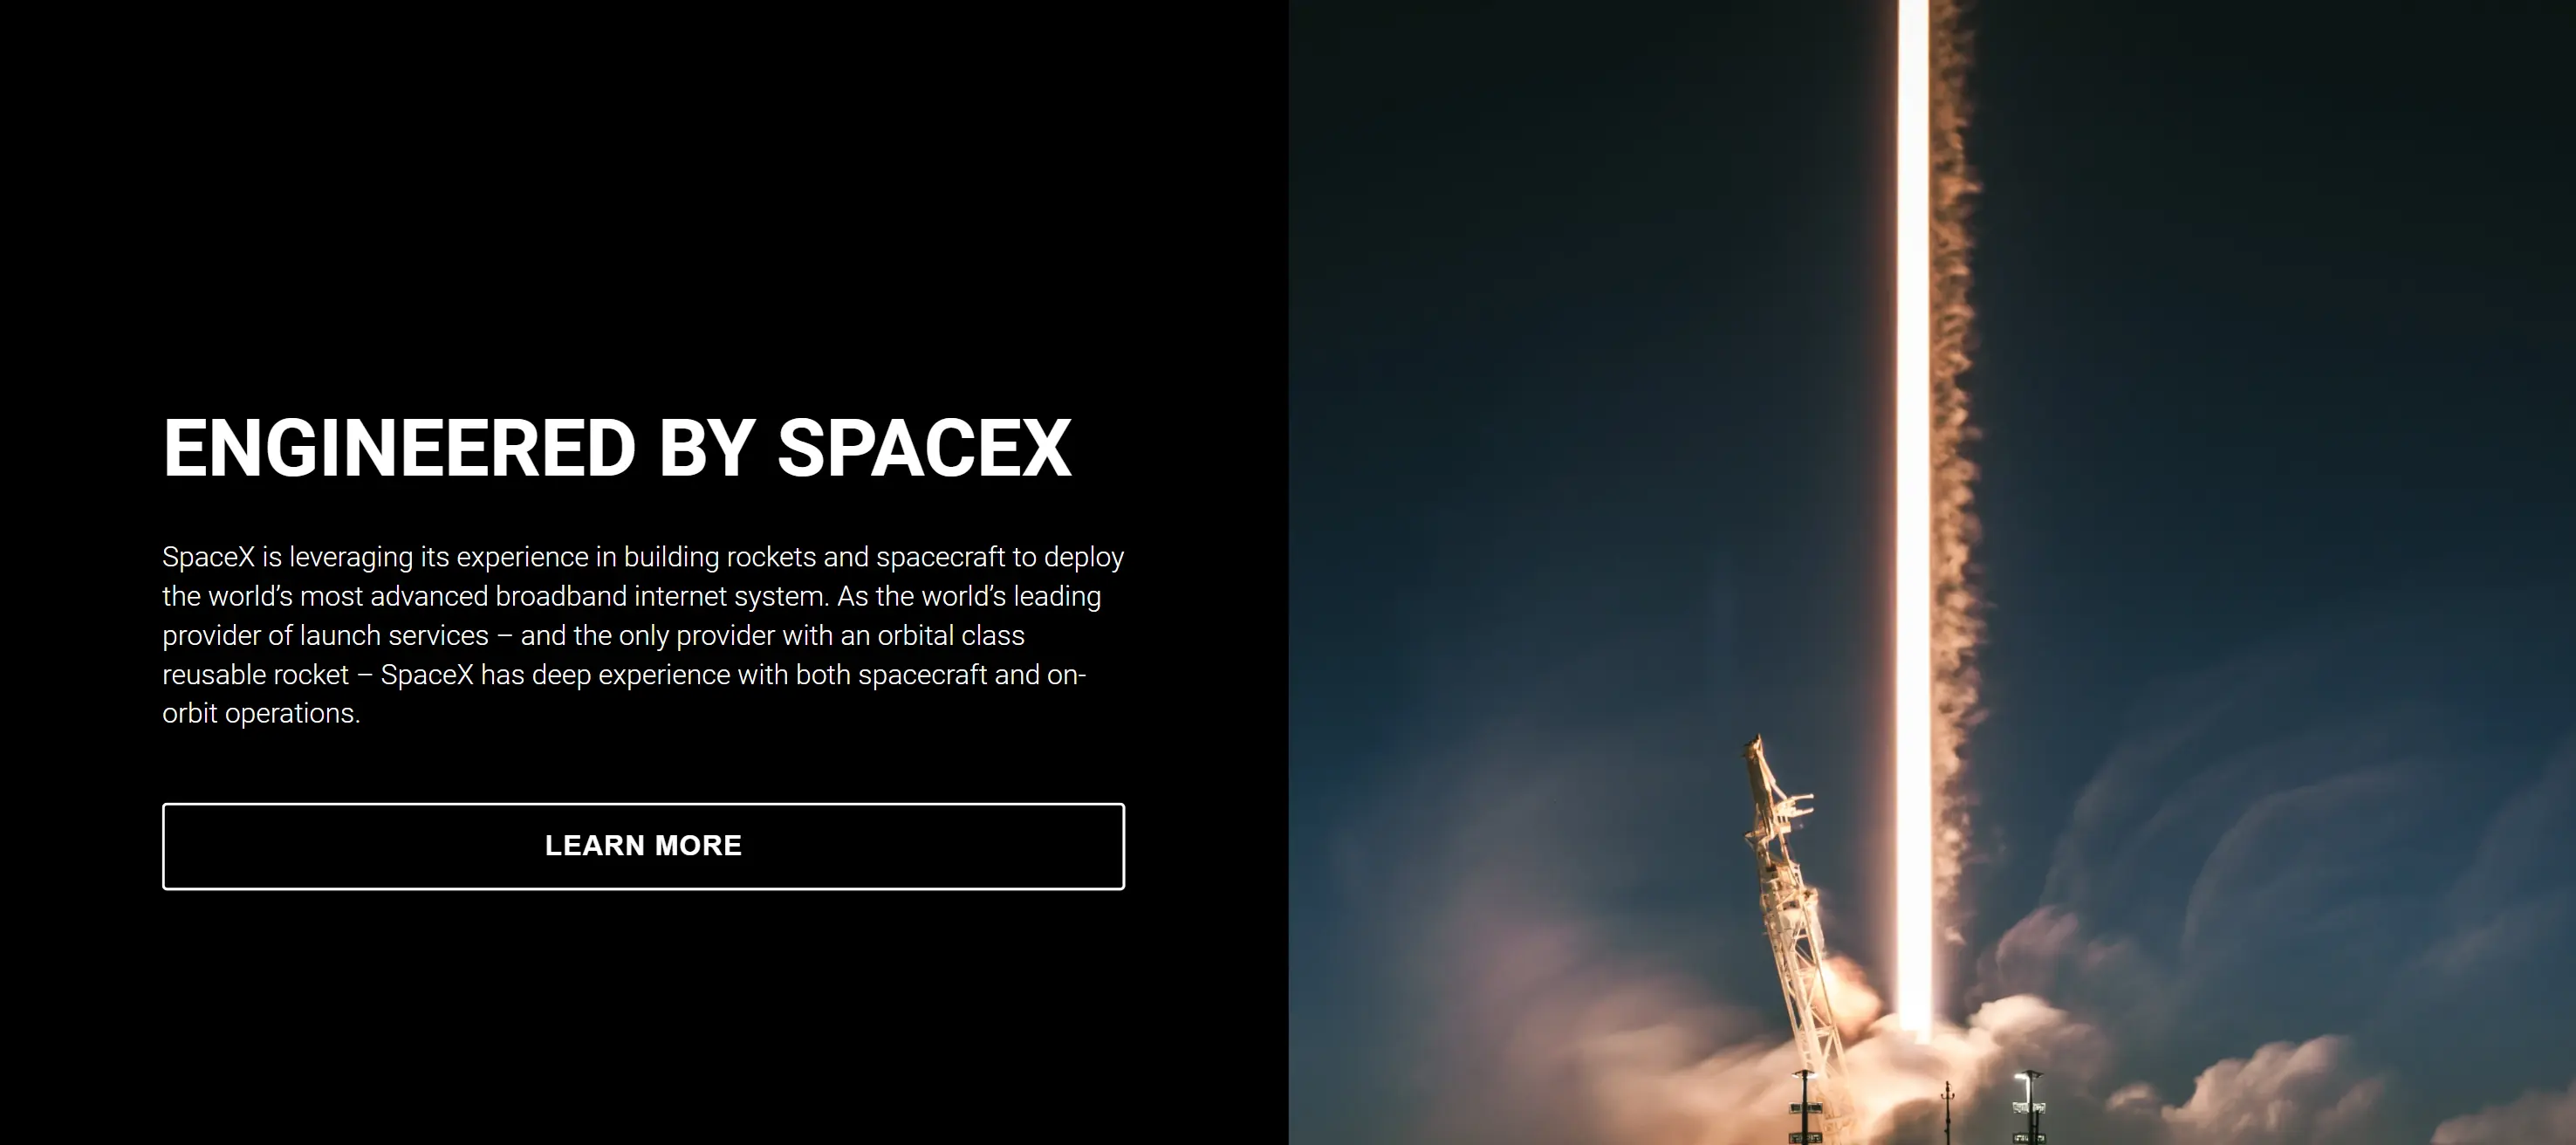 ENGINEERED BY SPACEX
SpaceX is leveraging its experience in building rockets and spacecraft to deploy
the world’s most advanced broadband internet system. As the world’s leading
provider of launch services – and the only provider with an orbital class
reusable rocket – SpaceX has deep experience with both spacecraft and on-
orbit operations.
LEARN MORE